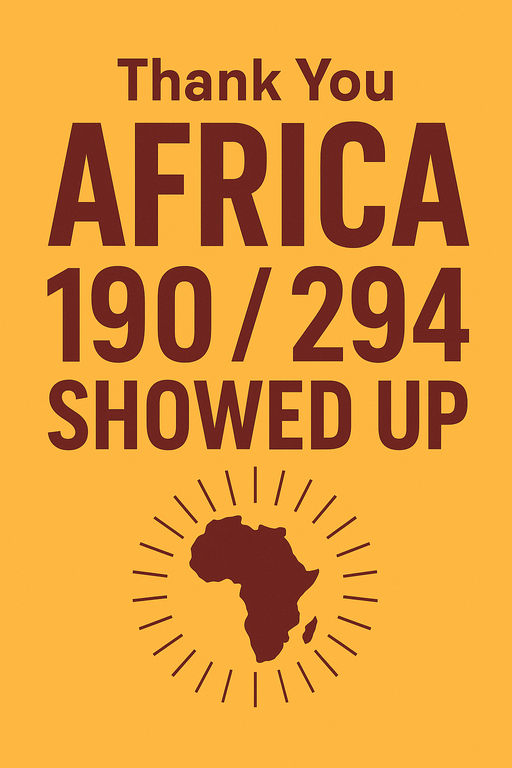 Thank You
AFRICA
190 / 294
SHOWED UP